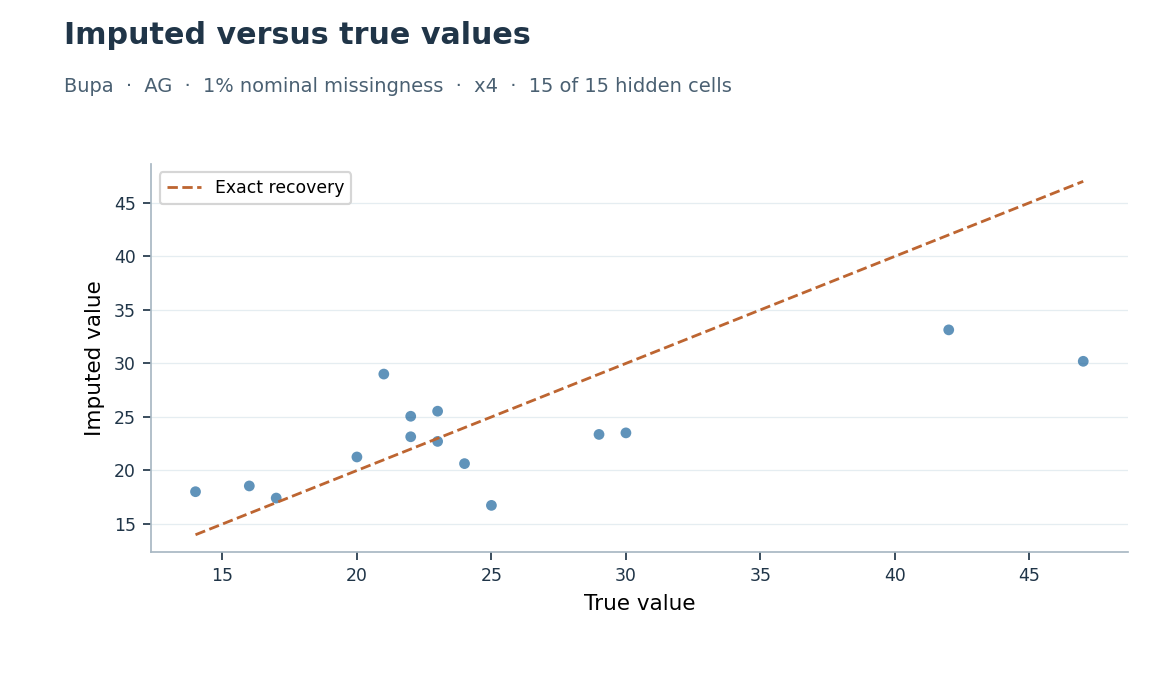 Imputed versus true values
Bupa · AG · 1% nominal missingness · x4 · 15 of 15 hidden cells
Exact recovery
45
40
35
30
25
20
15
Imputed value
15 20 25 30 35 40 45
True value